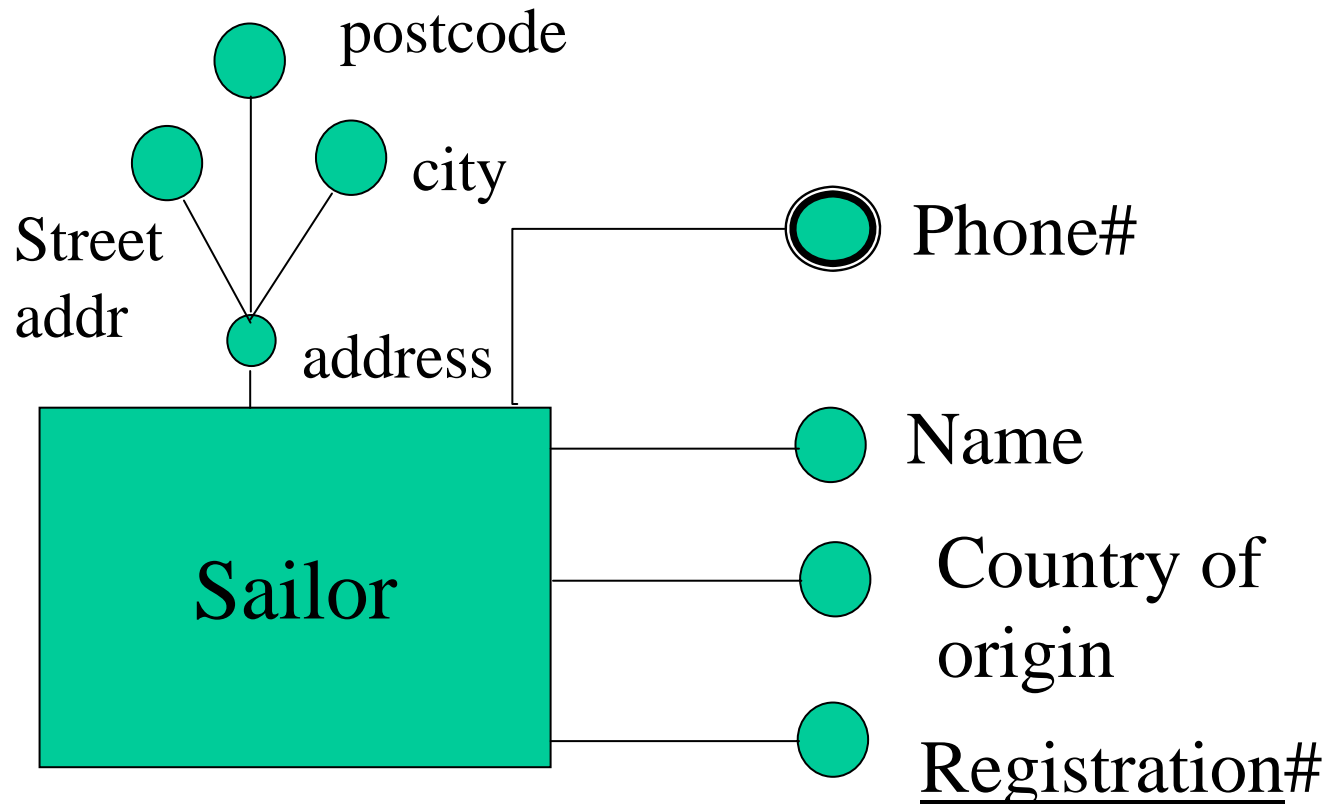 postcode
city
Street
addr
address
Phone#
Name
Country of
origin
Sailor
Registration#